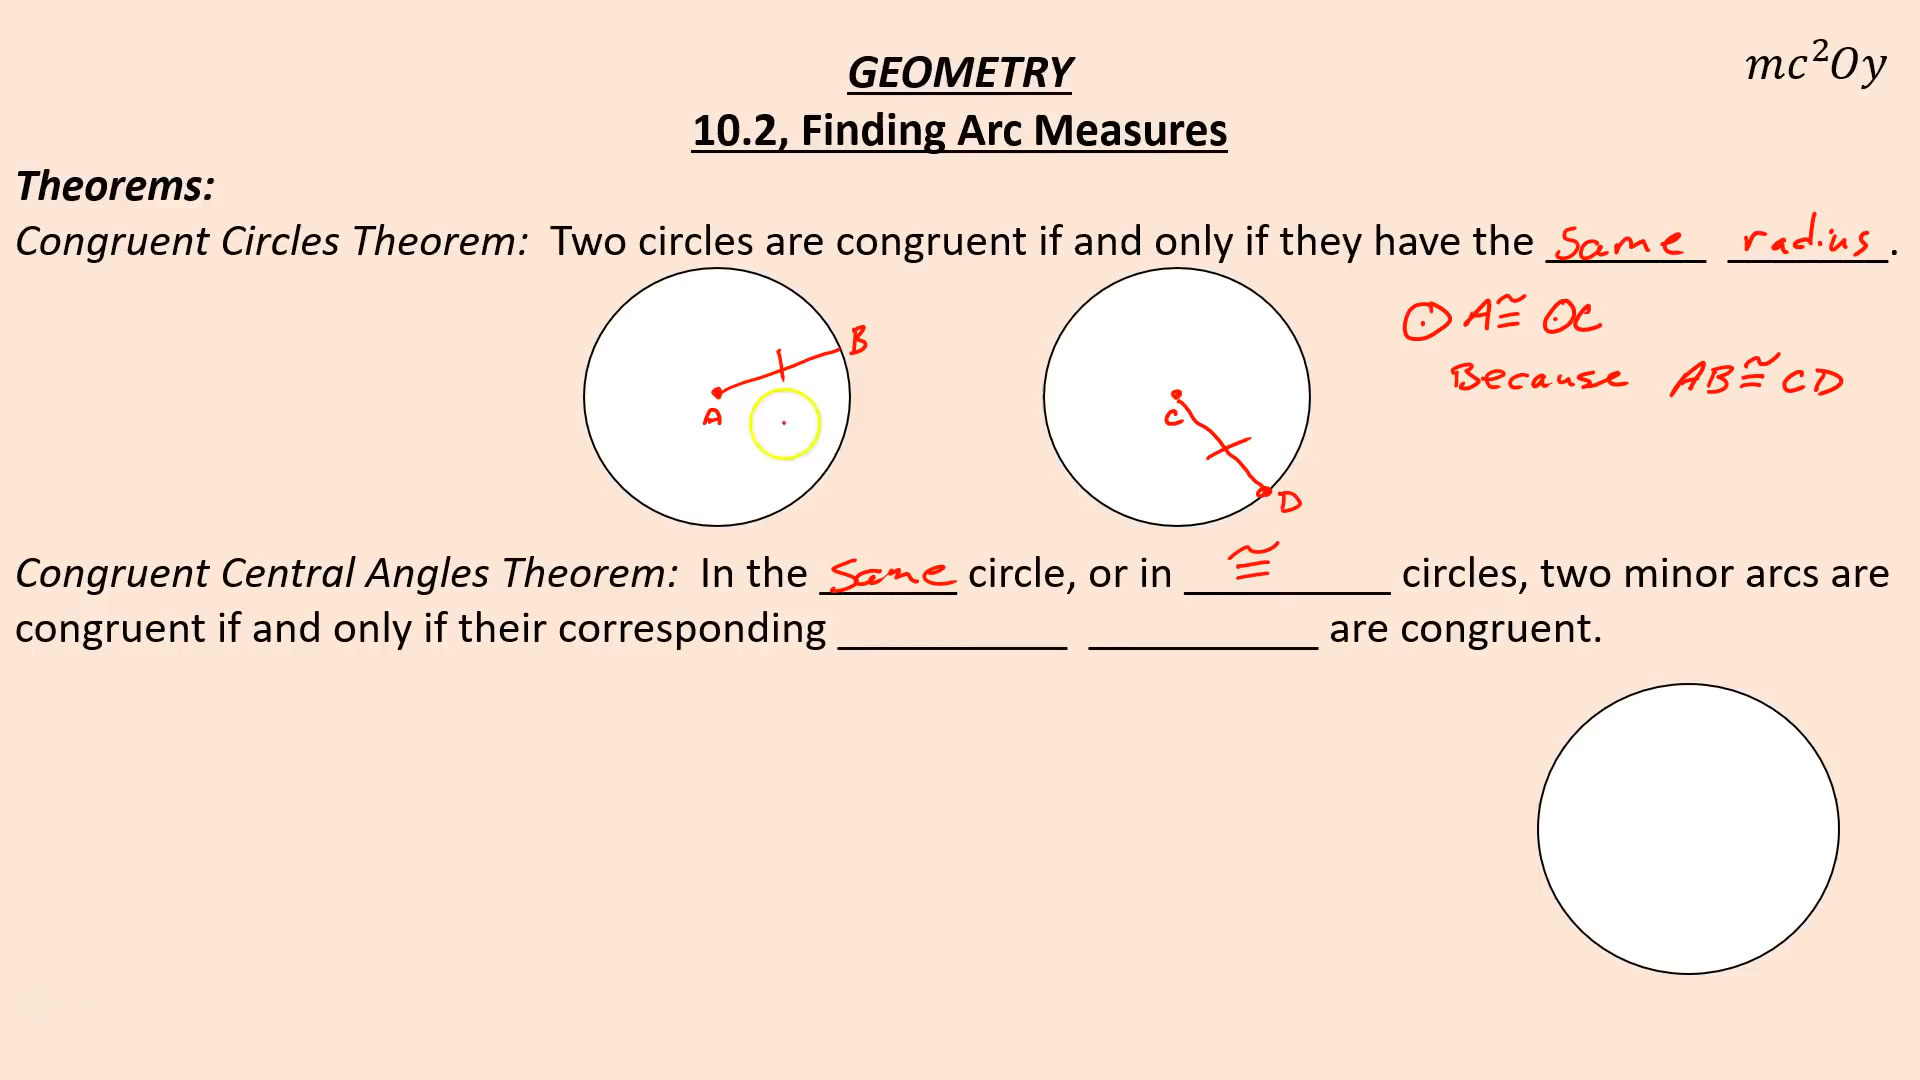 mc²Oy
GEOMETRY
10.2, Finding Arc Measures
Theorems:
Congruent Circles Theorem: Two circles are congruent if and only if they have the same radius.
⊙A ≅ ⊙C
Because AB ≅ CD
B
A
C
D
Congruent Central Angles Theorem: In the same circle, or in ≅ circles, two minor arcs are
congruent if and only if their corresponding ___________ ___________ are congruent.